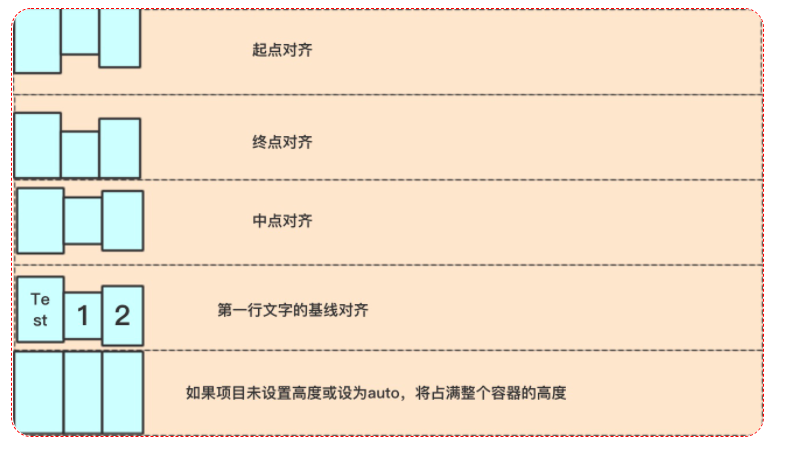 起点对齐
终点对齐
中点对齐
Te
st
1
2
第一行文字的基线对齐
如果项目未设置高度或设为auto，将占满整个容器的高度